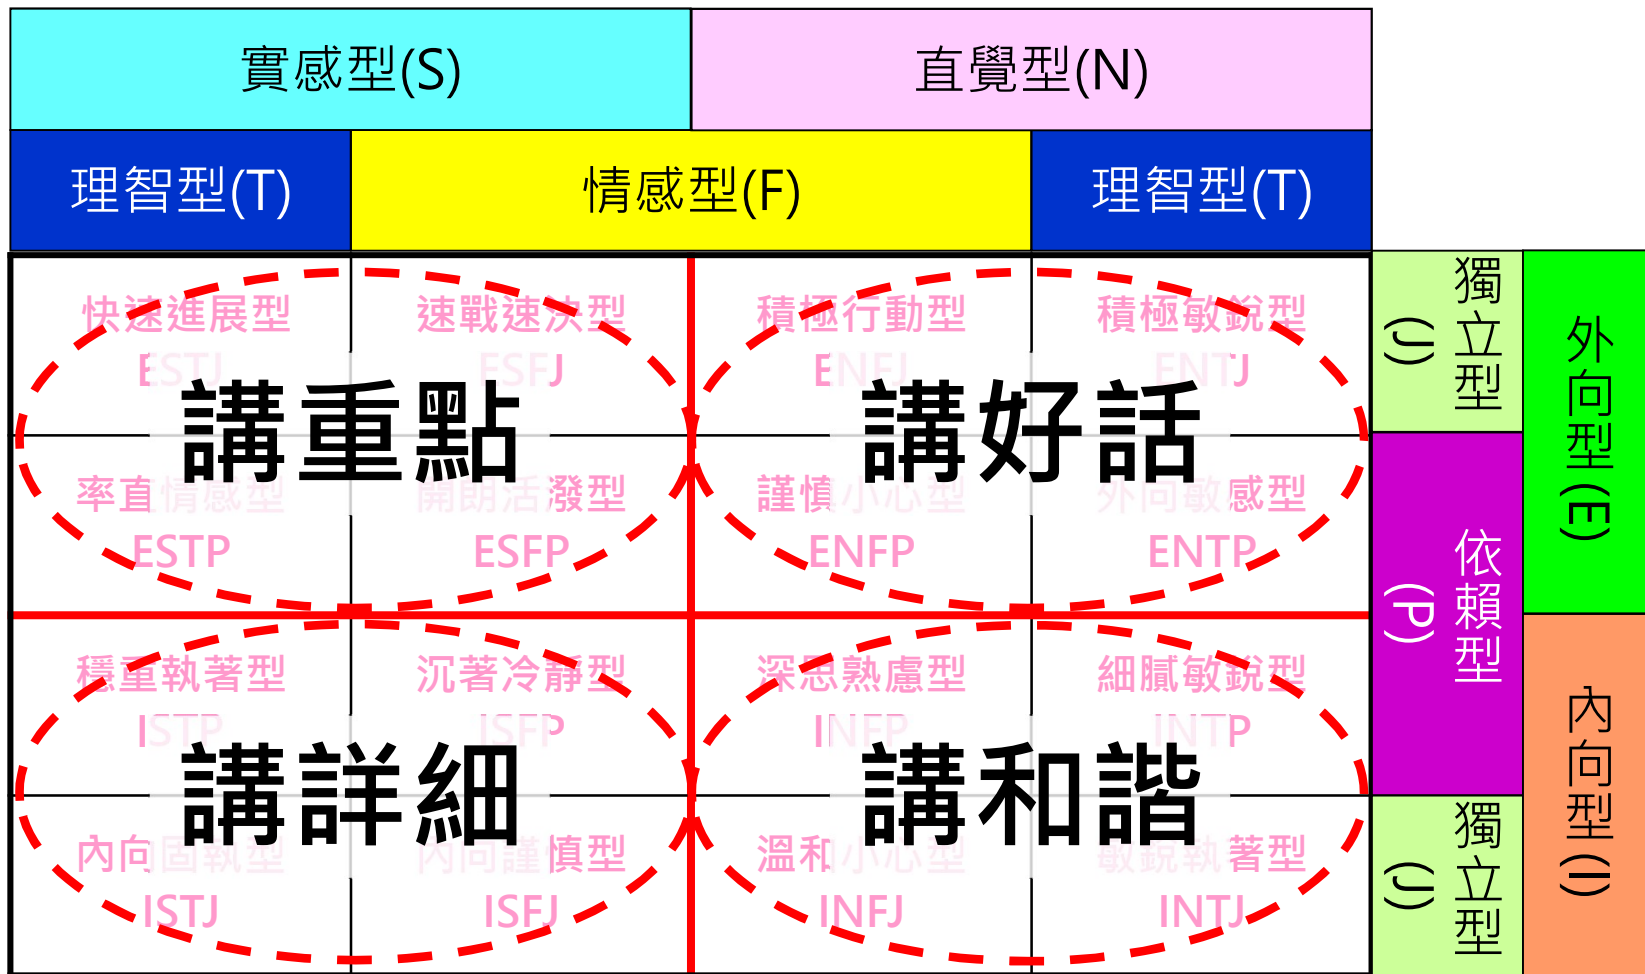 實感型(S)
直覺型(N)
理智型(T)
情感型(F)
理智型(T)
快速進展型
ESTJ
速戰速決型
ESFJ
積極行動型
ENFJ
積極敏銳型
ENTJ
講重點
講好話
率直情感型
ESTP
開朗活潑型
ESFP
謹慎小心型
ENFP
外向敏感型
ENTP
穩重執著型
ISTP
沉著冷靜型
ISFP
深思熟慮型
INFP
細膩敏銳型
INTP
講詳細
講和諧
內向固執型
ISTJ
內向謹慎型
ISFJ
溫和小心型
INFJ
敏銳執著型
INTJ
獨立型
(J)
依賴型
(P)
獨立型
(J)
外向型(E)
內向型(I)